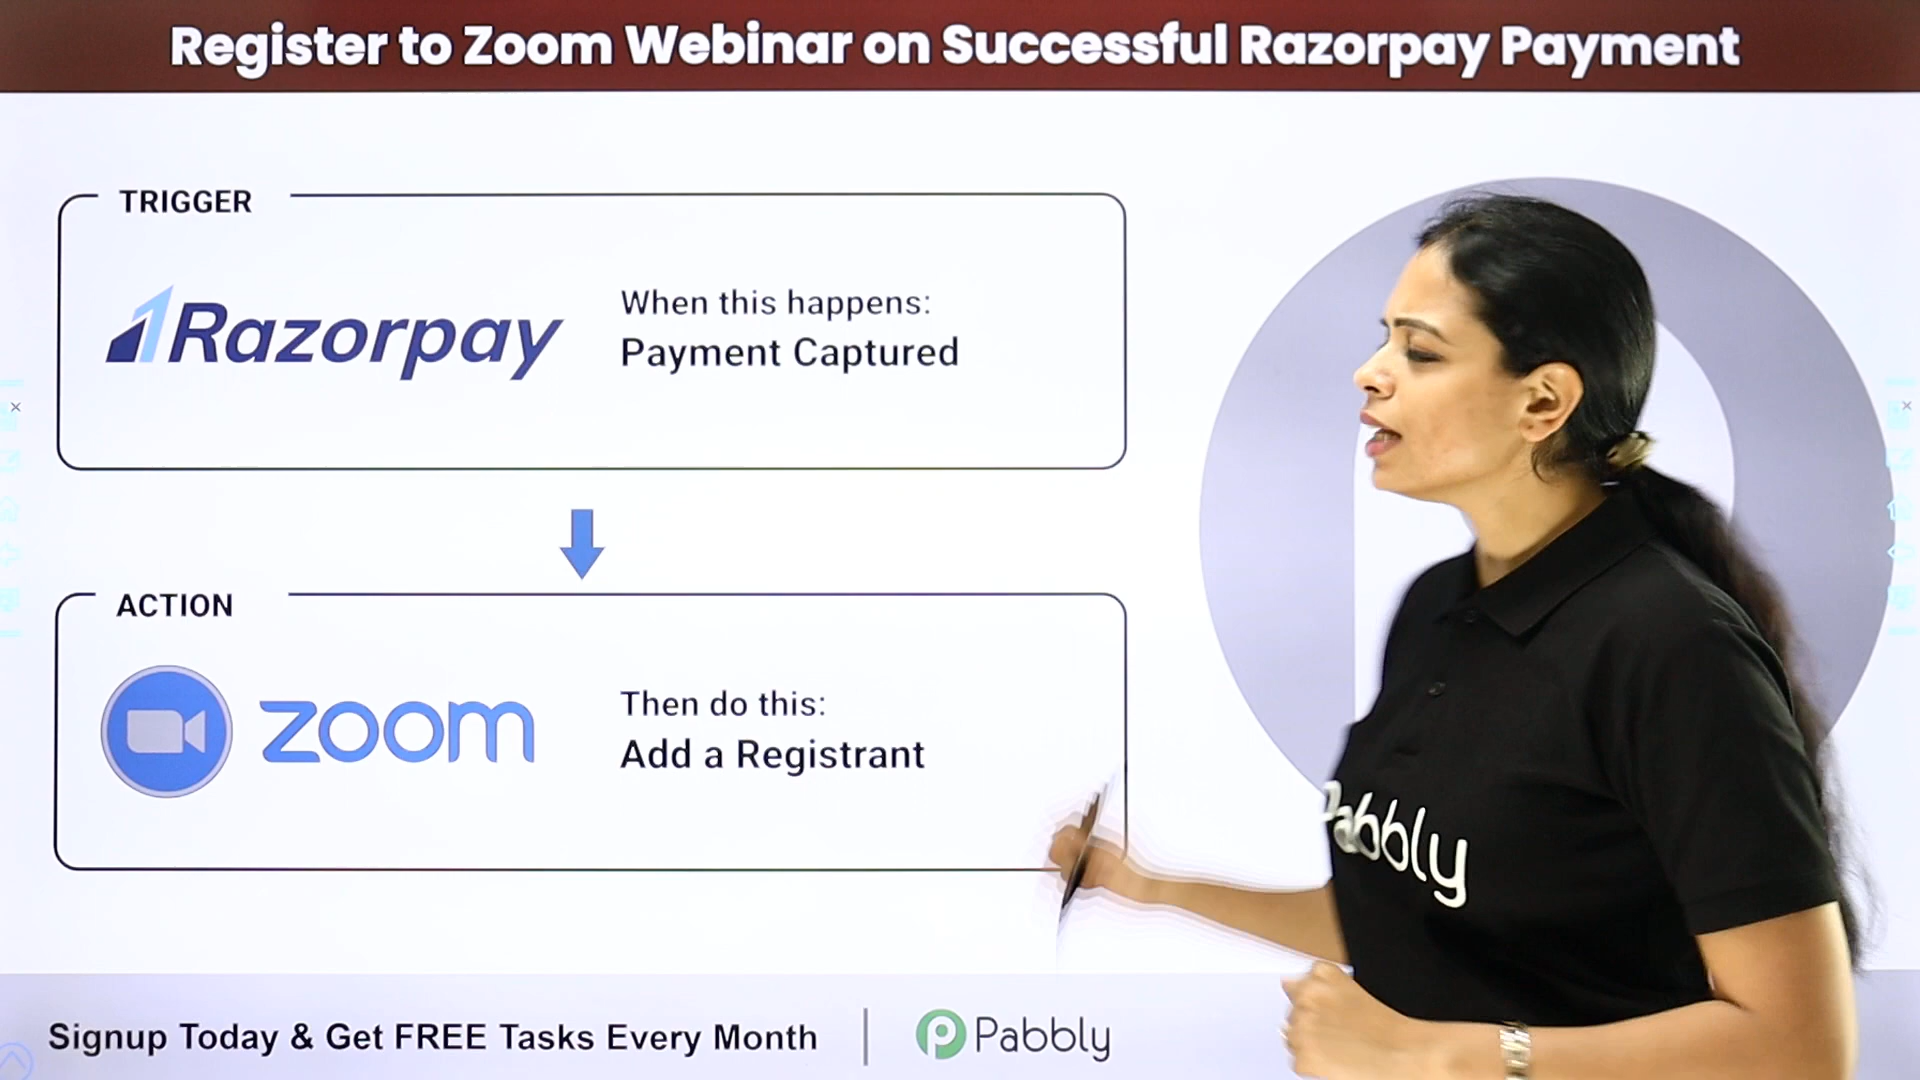 Register to Zoom Webinar on Successful Razorpay Payment
TRIGGER
Razorpay
When this happens:
Payment Captured
ACTION
zoom
Then do this:
Add a Registrant
Pabbly
Signup Today & Get FREE Tasks Every Month
Pabbly